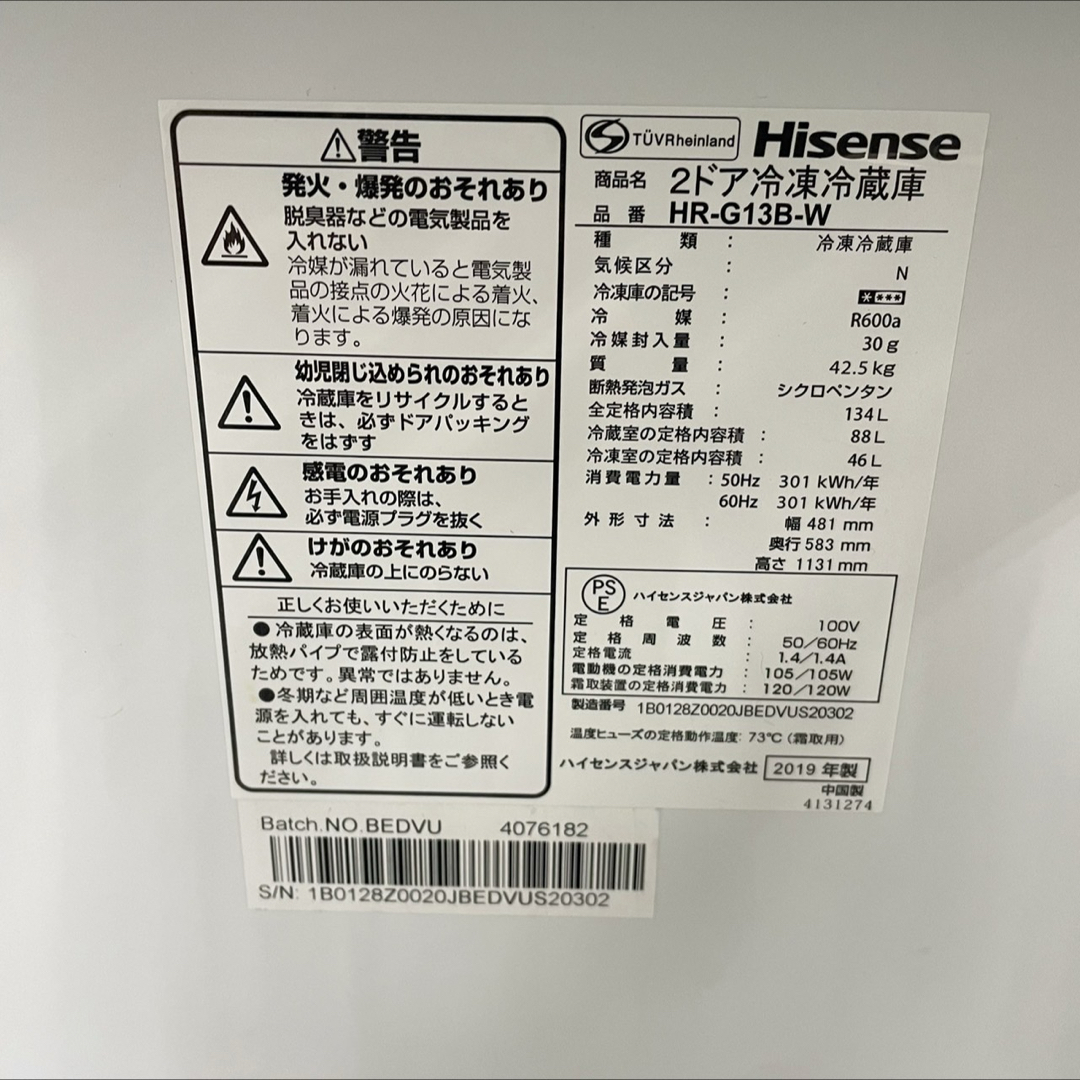 警告
発火・爆発のおそれあり
脱臭器などの電気製品を
入れない
冷媒が漏れていると電気製
品の接点の火花による着火、
着火による爆発の原因にな
ります。
幼児閉じ込められのおそれあり
冷蔵庫をリサイクルすると
きは、必ずドアパッキング
をはずす
感電のおそれあり
お手入れの際は、
必ず電源プラグを抜く
けがのおそれあり
冷蔵庫の上にのらない
正しくお使いいただくために
●冷蔵庫の表面が熱くなるのは、
放熱パイプで露付防止をしている
ためです。異常ではありません。
●冬期など周囲温度が低いとき電
源を入れても、すぐに運転しない
ことがあります。
詳しくは取扱説明書をご参照く
ださい。
TÜVRheinland Hisense
商品名 2ドア冷凍冷蔵庫
品番 HR-G13B-W
種類 : 冷凍冷蔵庫
気候区分 : N
冷凍庫の記号 : ****
冷媒 : R600a
冷媒封入量 : 30g
質量 : 42.5kg
断熱発泡ガス : シクロペンタン
全定格内容積 : 134L
冷蔵室の定格内容積 : 88L
冷凍室の定格内容積 : 46L
消費電力量 : 50Hz 301 kWh/年
60Hz 301 kWh/年
外形寸法 : 幅 481 mm
奥行 583 mm
高さ 1131 mm
PSE ハイセンスジャパン株式会社
定格電圧 : 100V
定格周波数 : 50/60Hz
定格電流 : 1.4/1.4A
電動機の定格消費電力 : 105/105W
霜取装置の定格消費電力 : 120/120W
製造番号 1B0128Z0020JBEDVUS20302
温度ヒューズの定格動作温度: 73℃(霜取用)
ハイセンスジャパン株式会社 2019 年製
中国製
4131274
Batch.NO.BEDVU 4076182
S/N: 1B0128Z0020JBEDVUS20302